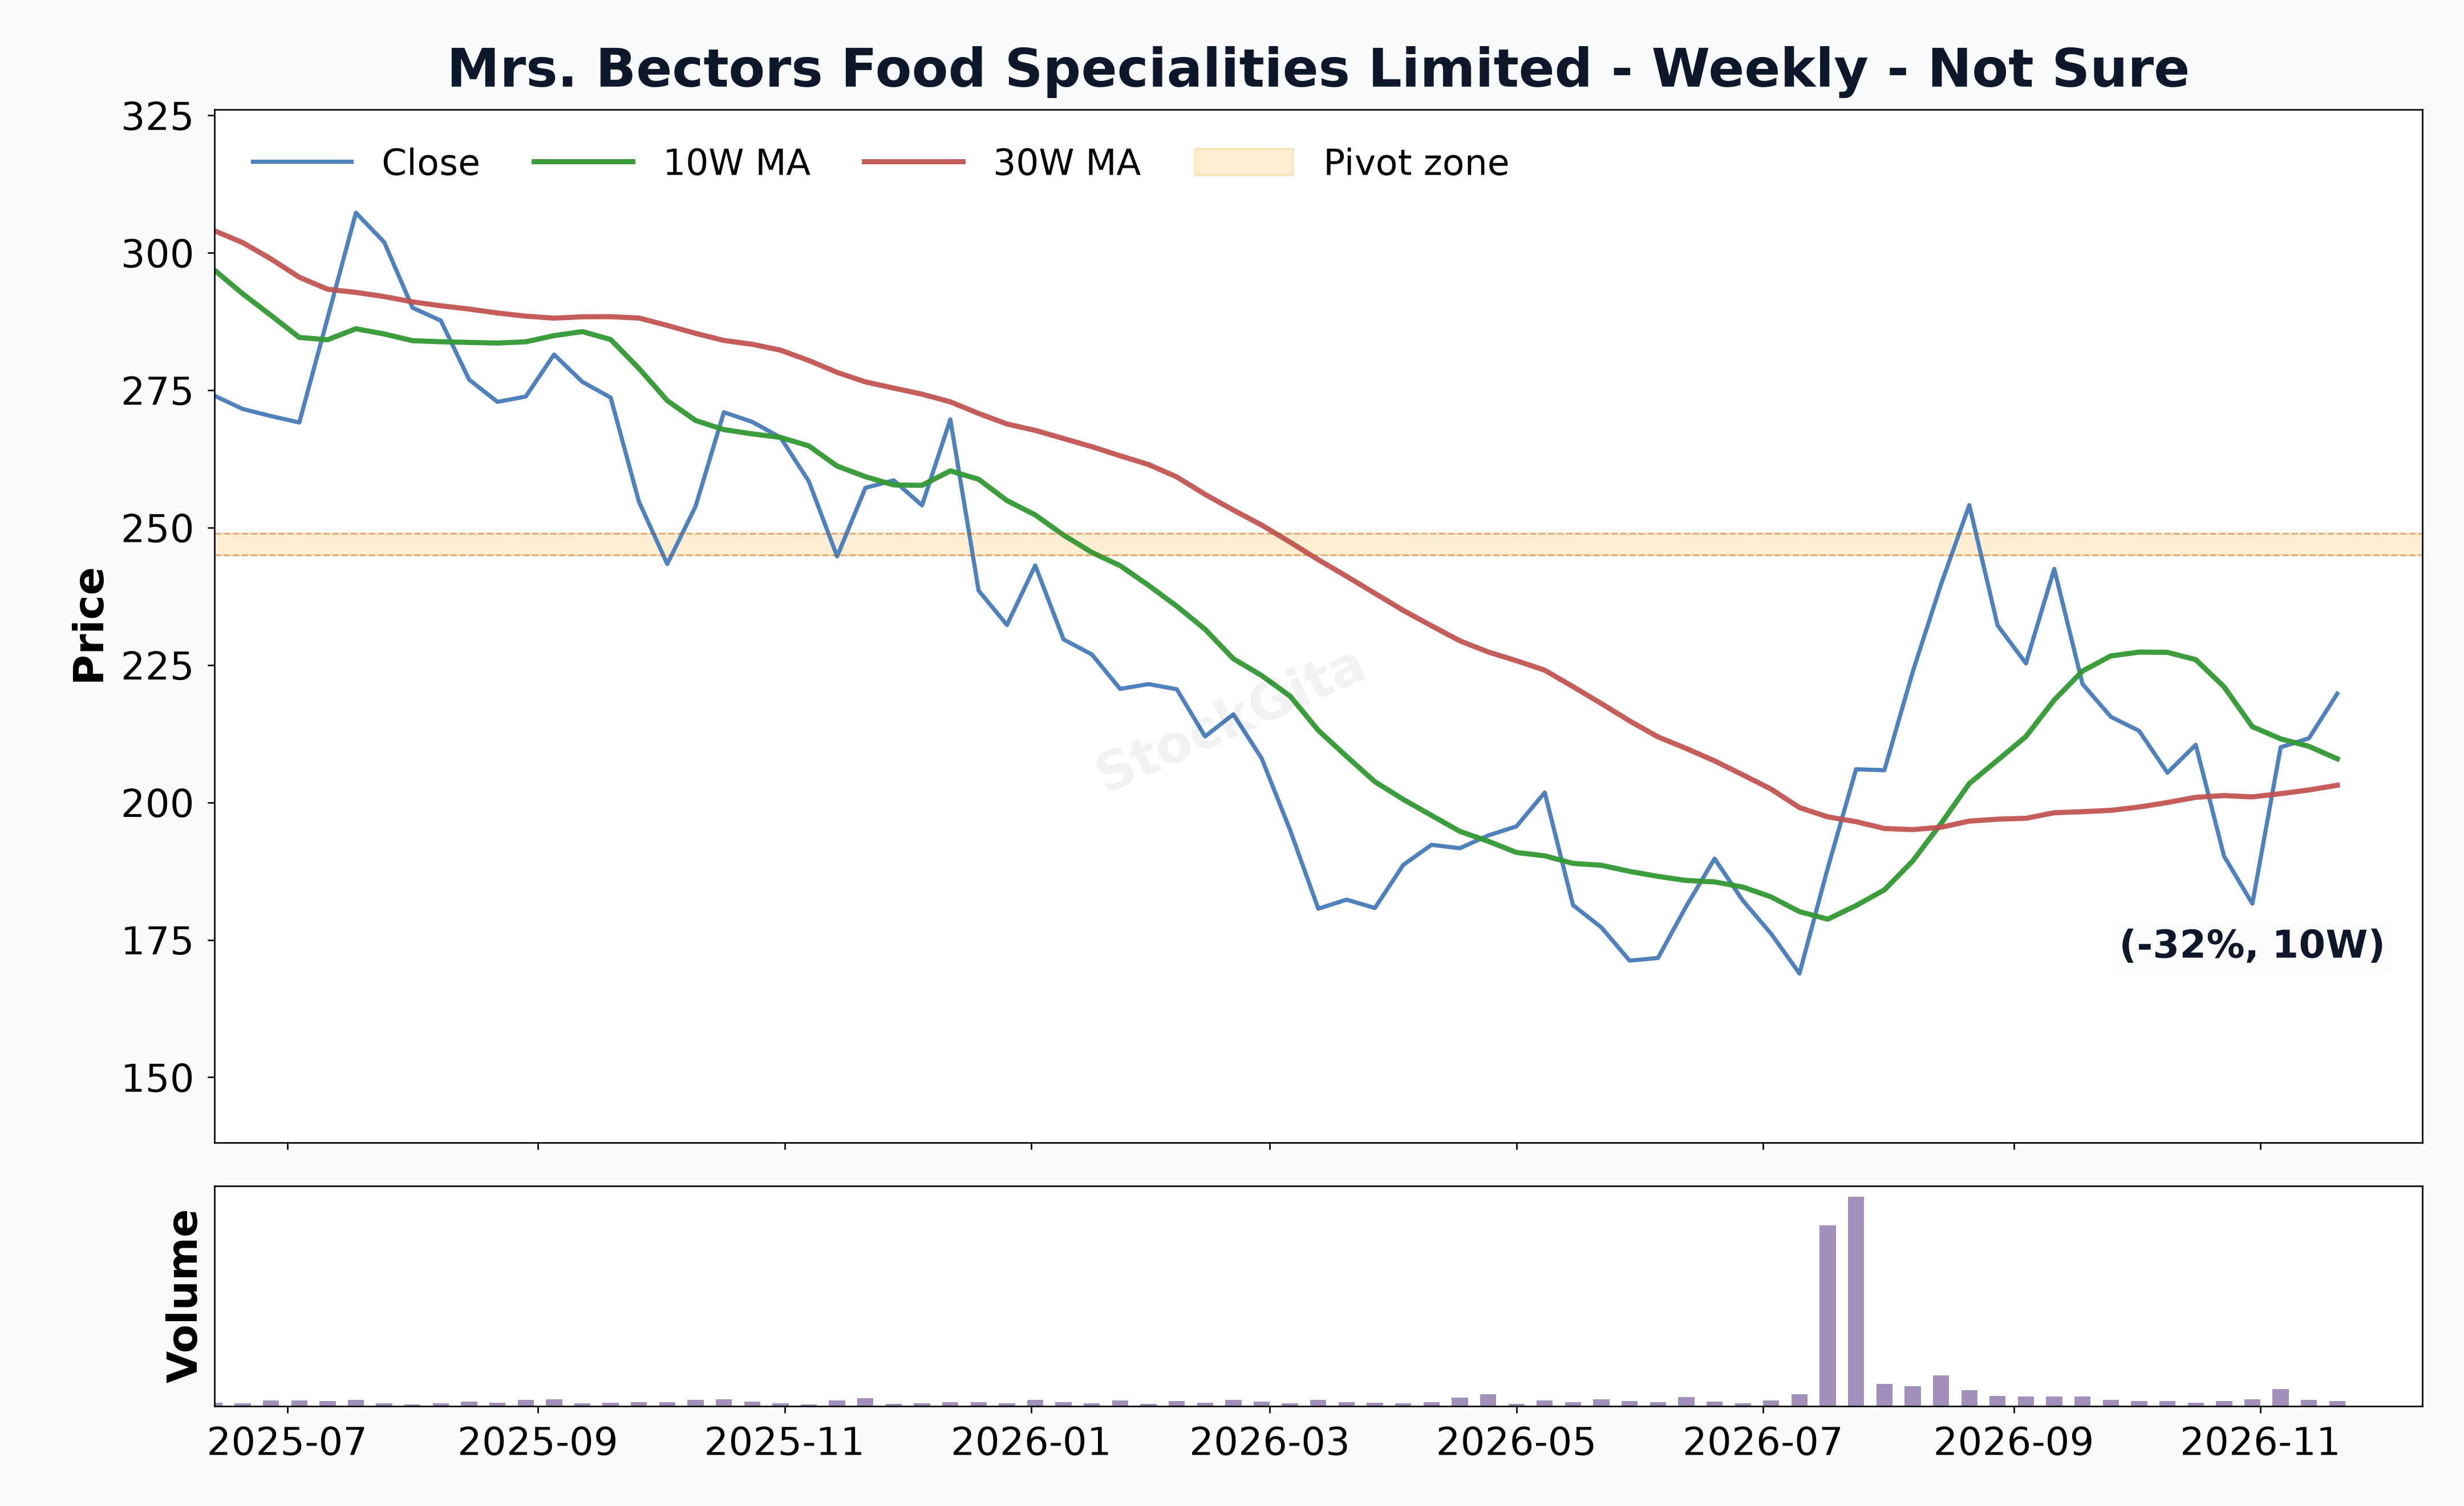 Mrs. Bectors Food Specialities Limited - Weekly - Not Sure
Close 10W MA 30W MA Pivot zone
325
300
275
250
225
200
175
150
Price
StockGita
(-32%, 10W)
Volume
2025-07 2025-09 2025-11 2026-01 2026-03 2026-05 2026-07 2026-09 2026-11